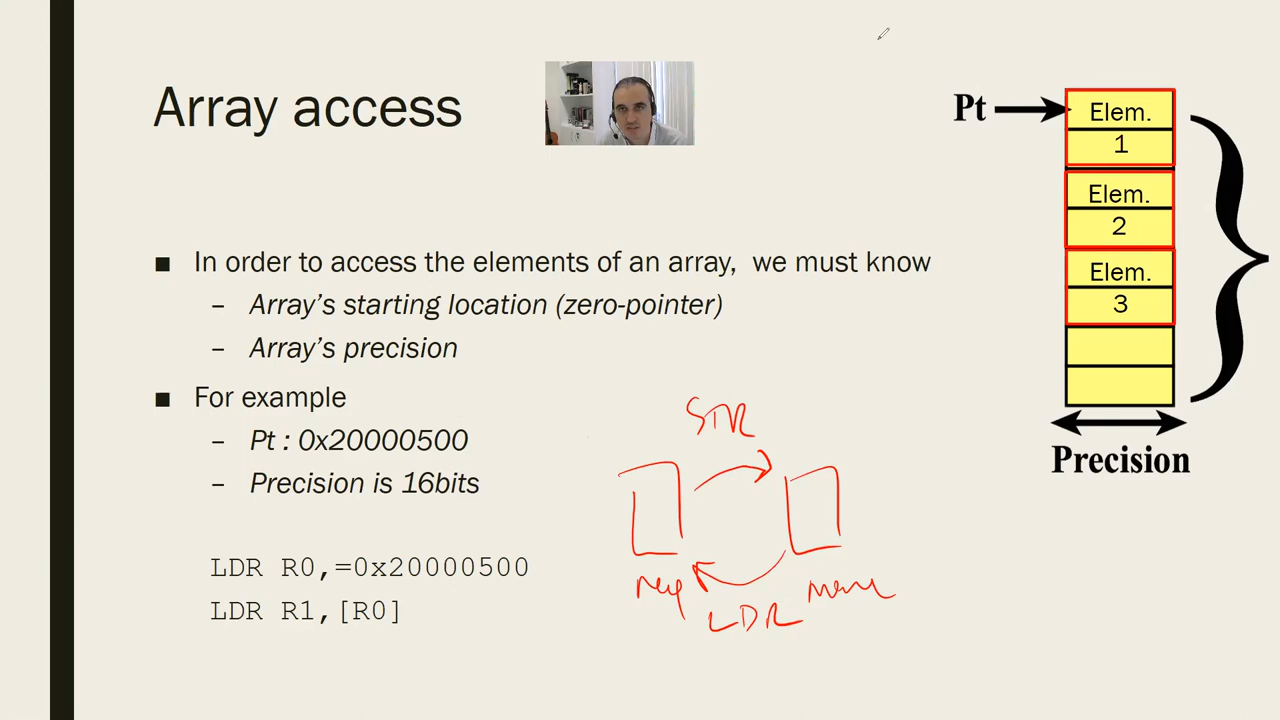 Array access
In order to access the elements of an array, we must know
– Array's starting location (zero-pointer)
– Array's precision
For example
– Pt : 0x20000500
– Precision is 16bits
LDR R0,=0x20000500
LDR R1,[R0]
STR
Reg
mem
LDR
Pt
Elem.
1
Elem.
2
Elem.
3
Precision